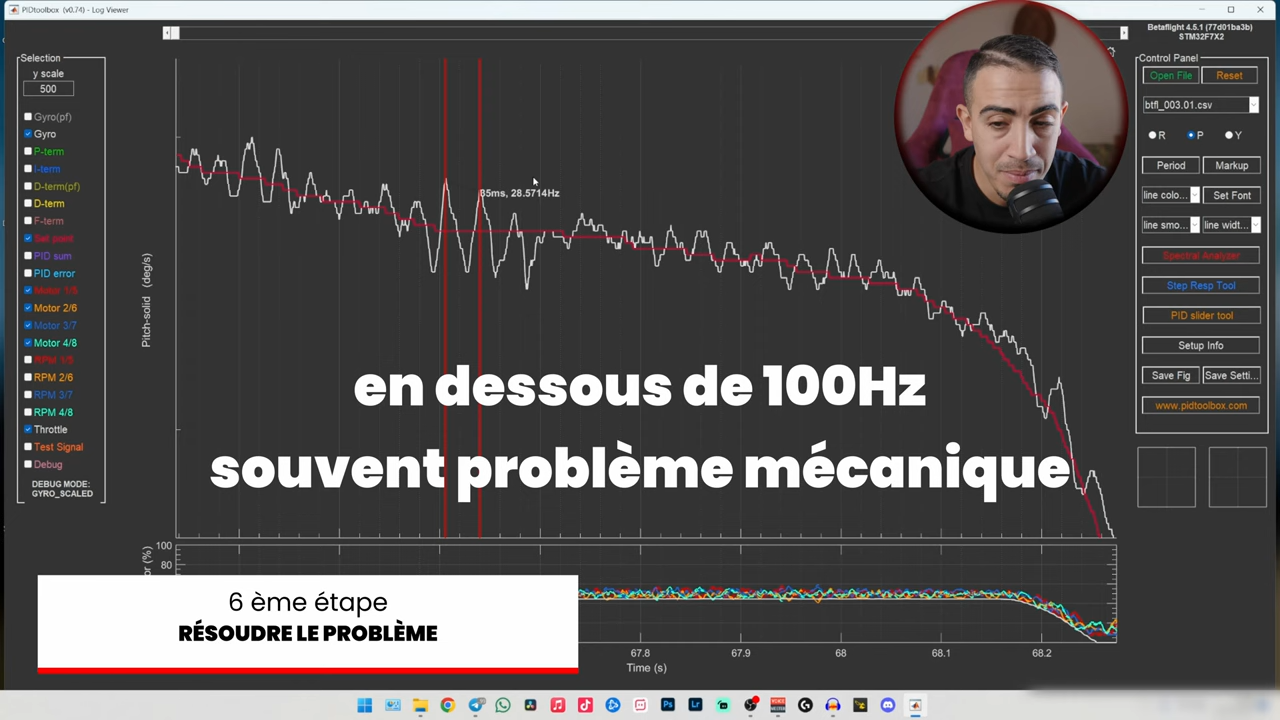 PIDtoolbox (v0.74) - Log Viewer
Betaflight 4.5.1 (77d01ba3b)
STM32F7X2
Selection
y scale
500
Gyro(pf)
Gyro
P-term
I-term
D-term(pf)
D-term
F-term
Set point
PID sum
PID error
Motor 1/5
Motor 2/6
Motor 3/7
Motor 4/8
RPM 1/5
RPM 2/6
RPM 3/7
RPM 4/8
Throttle
Test Signal
Debug
DEBUG MODE:
GYRO_SCALED
Pitch-solid (deg/s)
35ms, 28.5714Hz
en dessous de 100Hz
souvent problème mécanique
100
80
(%)
67.8
67.9
68
68.1
68.2
Time (s)
6 ème étape
RÉSOUDRE LE PROBLÈME
Control Panel
Open File
Reset
btfl_003.01.csv
R
P
Y
Period
Markup
line colo...
Set Font
line smo...
line widt...
Spectral Analyzer
Step Resp Tool
PID slider tool
Setup Info
Save Fig
Save Setti...
www.pidtoolbox.com
Ps
Lr